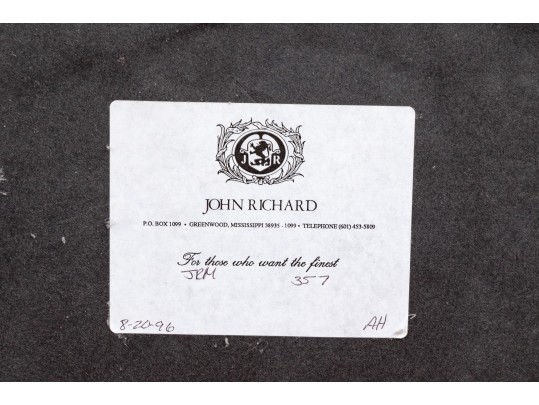 J R
JOHN RICHARD
P.O. BOX 1099 • GREENWOOD, MISSISSIPPI 38935 - 1099 • TELEPHONE (601) 453-5809
For those who want the finest
JRM 357
8-20-96 AH